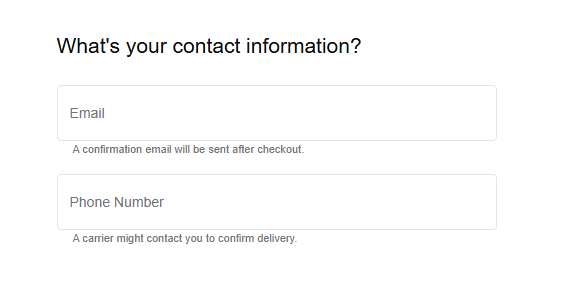 What's your contact information?
Email
A confirmation email will be sent after checkout.
Phone Number
A carrier might contact you to confirm delivery.